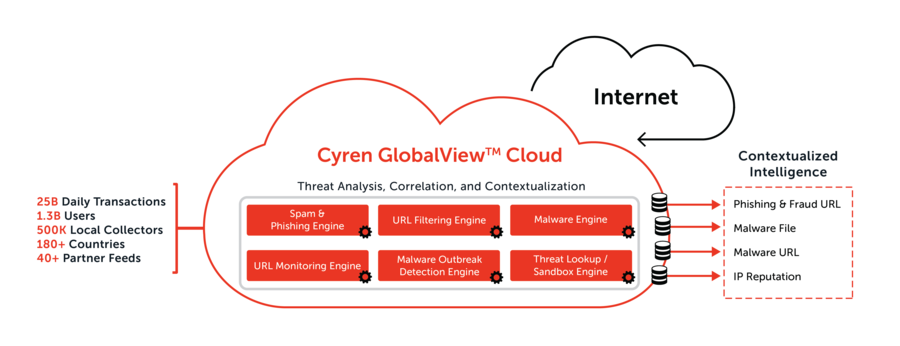 Internet
Cyren GlobalView™ Cloud
Threat Analysis, Correlation, and Contextualization
25B Daily Transactions
1.3B Users
500K Local Collectors
180+ Countries
40+ Partner Feeds
Spam &
Phishing Engine
URL Filtering Engine
Malware Engine
URL Monitoring Engine
Malware Outbreak
Detection Engine
Threat Lookup /
Sandbox Engine
Contextualized
Intelligence
Phishing & Fraud URL
Malware File
Malware URL
IP Reputation